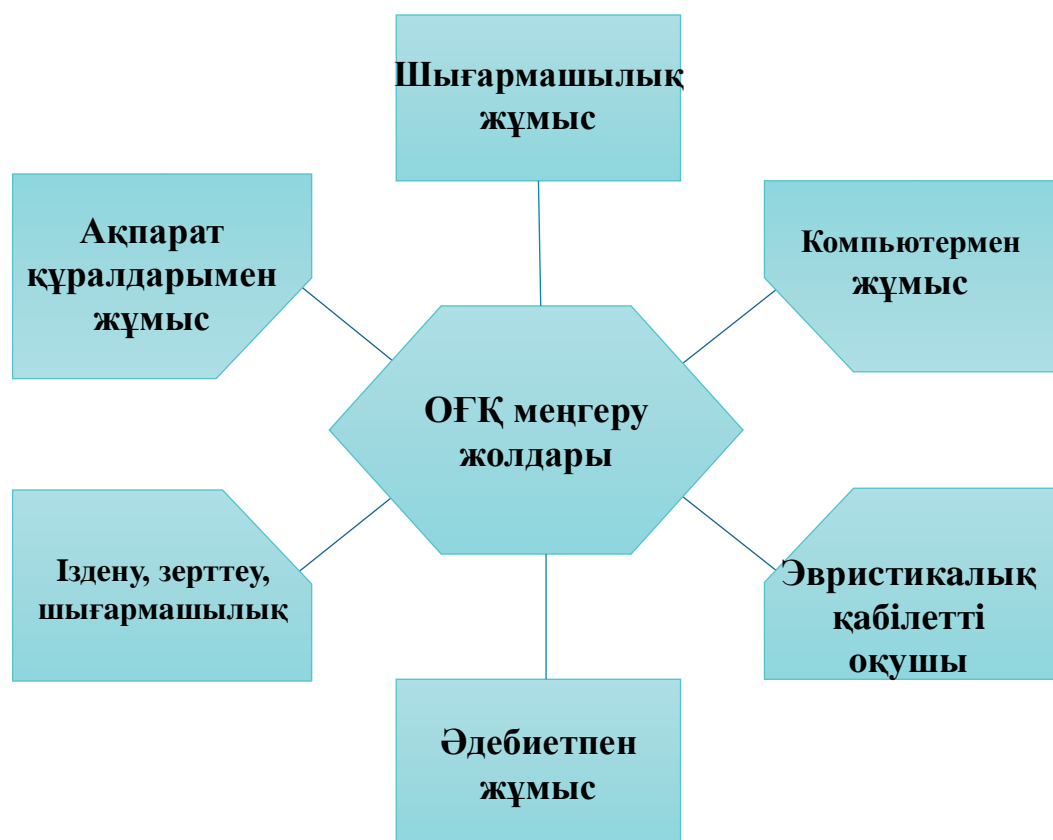 Шығармашылық
жұмыс
Ақпарат
құралдарымен
жұмыс
Компьютермен
жұмыс
ОҒҚ меңгеру
жолдары
Іздену, зерттеу,
шығармашылық
Эвристикалық
қабілетті
оқушы
Әдебиетпен
жұмыс